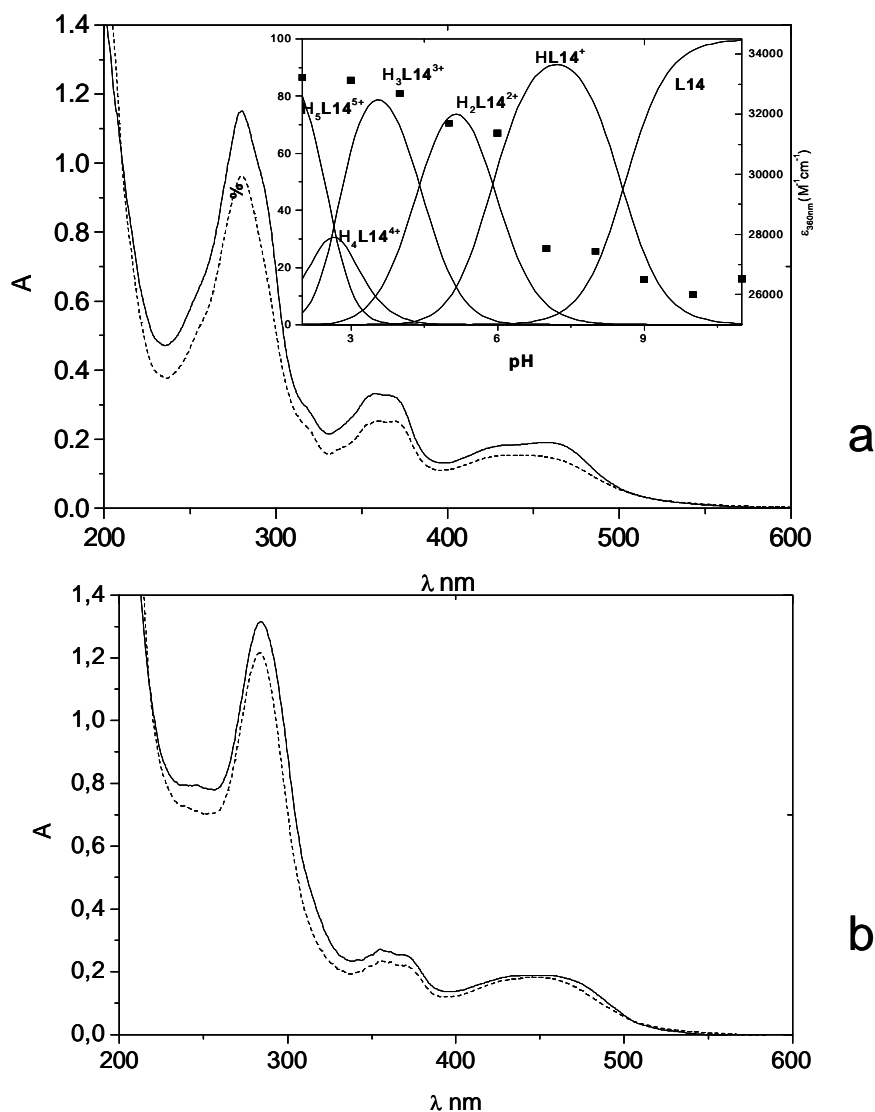 1.4
1.2
1.0
0.8
0.6
0.4
0.2
0.0
A
200
300
400
500
600
λ nm
100
80
60
40
20
0
%
3
6
9
pH
34000
32000
30000
28000
26000
ε360nm (M-1cm-1)
H5L145+
H4L144+
H3L143+
H2L142+
HL14+
L14
a
1,4
1,2
1,0
0,8
0,6
0,4
0,2
0,0
A
200
300
400
500
600
λ nm
b